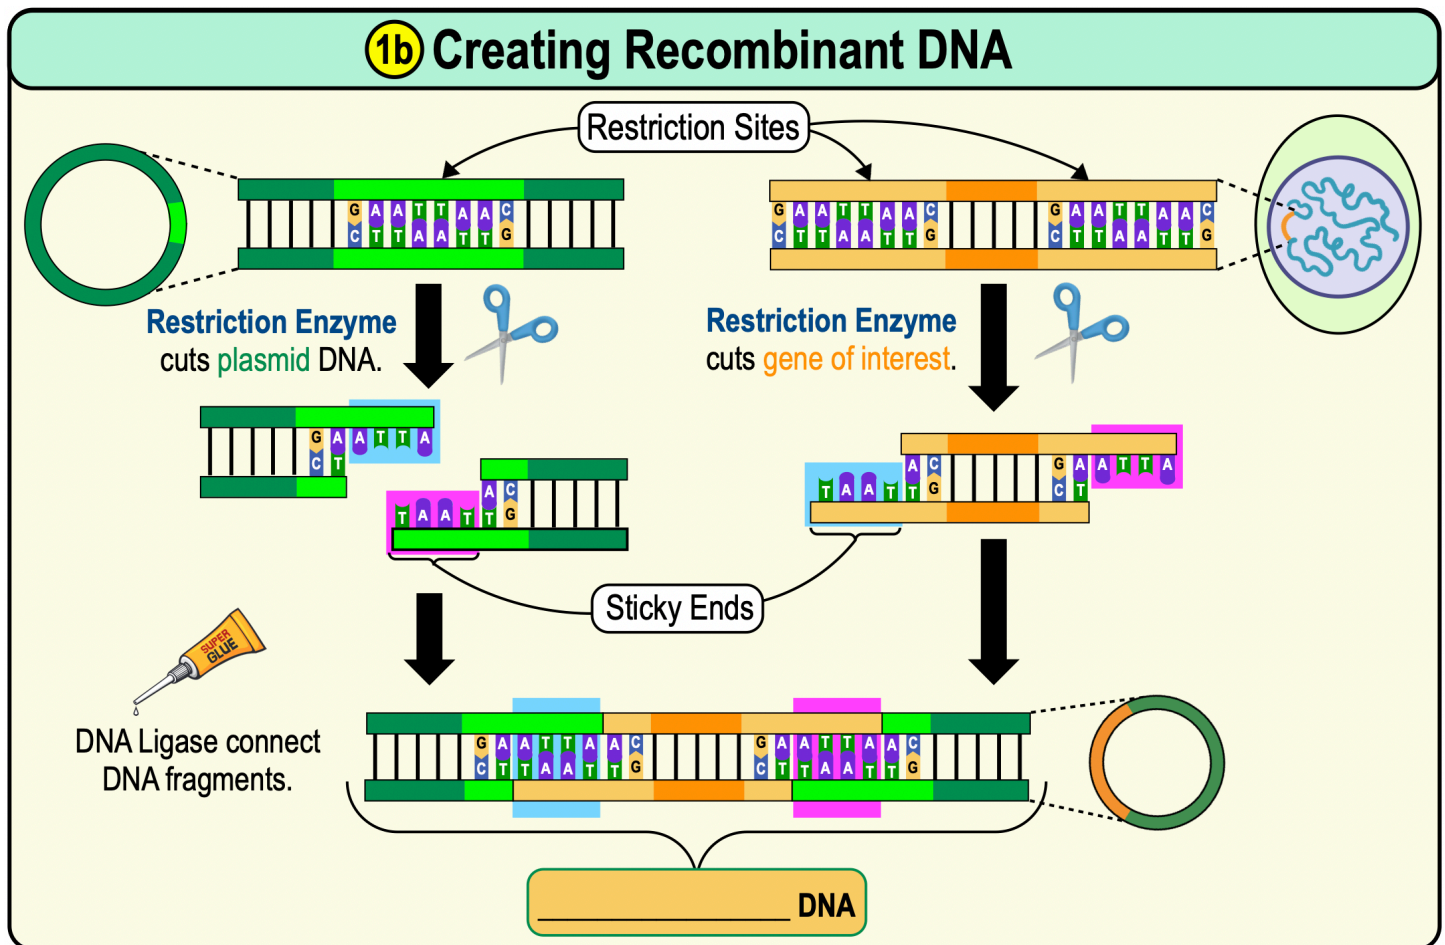 1b Creating Recombinant DNA
Restriction Sites
G A A T T A A C
C T T A A T T G
G A A T T A A C G A A T T A A C
C T T A A T T G C T T A A T T G
Restriction Enzyme
cuts plasmid DNA.
Restriction Enzyme
cuts gene of interest.
G A A T T A
C T
A C
T A A T T G
A C G A A T T A
T A A T T G C T
Sticky Ends
SUPER
GLUE
DNA Ligase connect
DNA fragments.
G A A T T A C G A A T T A A C
C T T A A T T G C T T A A T T G
____________________ DNA